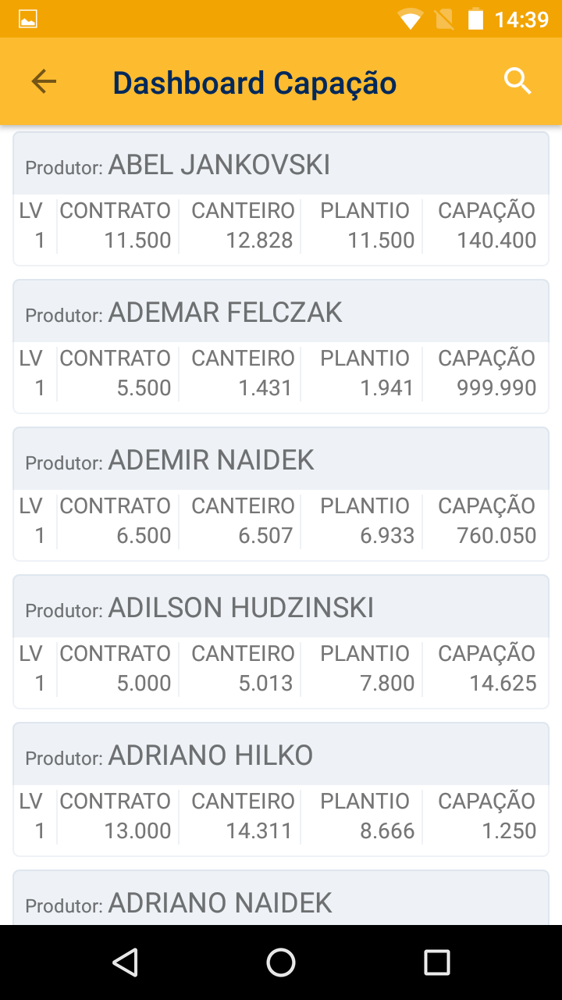 14:39
Dashboard Capação
Produtor: ABEL JANKOVSKI
LV CONTRATO CANTEIRO PLANTIO CAPAÇÃO
1 11.500 12.828 11.500 140.400
Produtor: ADEMAR FELCZAK
LV CONTRATO CANTEIRO PLANTIO CAPAÇÃO
1 5.500 1.431 1.941 999.990
Produtor: ADEMIR NAIDEK
LV CONTRATO CANTEIRO PLANTIO CAPAÇÃO
1 6.500 6.507 6.933 760.050
Produtor: ADILSON HUDZINSKI
LV CONTRATO CANTEIRO PLANTIO CAPAÇÃO
1 5.000 5.013 7.800 14.625
Produtor: ADRIANO HILKO
LV CONTRATO CANTEIRO PLANTIO CAPAÇÃO
1 13.000 14.311 8.666 1.250
Produtor: ADRIANO NAIDEK